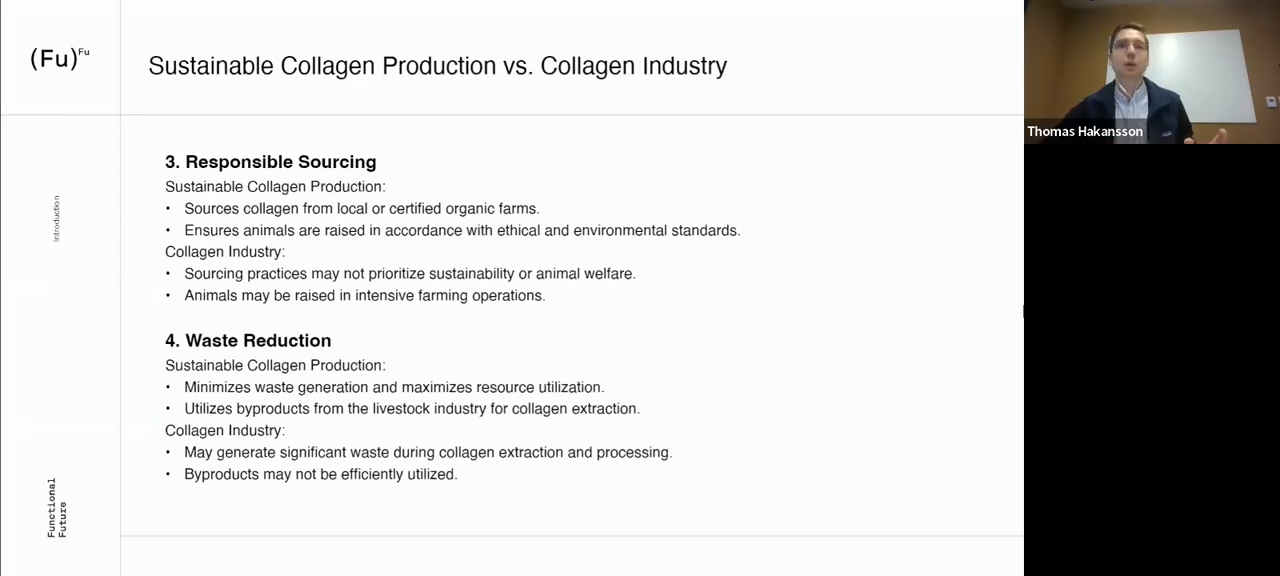 (Fu)Fu
Sustainable Collagen Production vs. Collagen Industry
Thomas Hakansson
Introduction
3. Responsible Sourcing
Sustainable Collagen Production:
• Sources collagen from local or certified organic farms.
• Ensures animals are raised in accordance with ethical and environmental standards.
Collagen Industry:
• Sourcing practices may not prioritize sustainability or animal welfare.
• Animals may be raised in intensive farming operations.
4. Waste Reduction
Sustainable Collagen Production:
• Minimizes waste generation and maximizes resource utilization.
• Utilizes byproducts from the livestock industry for collagen extraction.
Collagen Industry:
• May generate significant waste during collagen extraction and processing.
• Byproducts may not be efficiently utilized.
Functional
Future